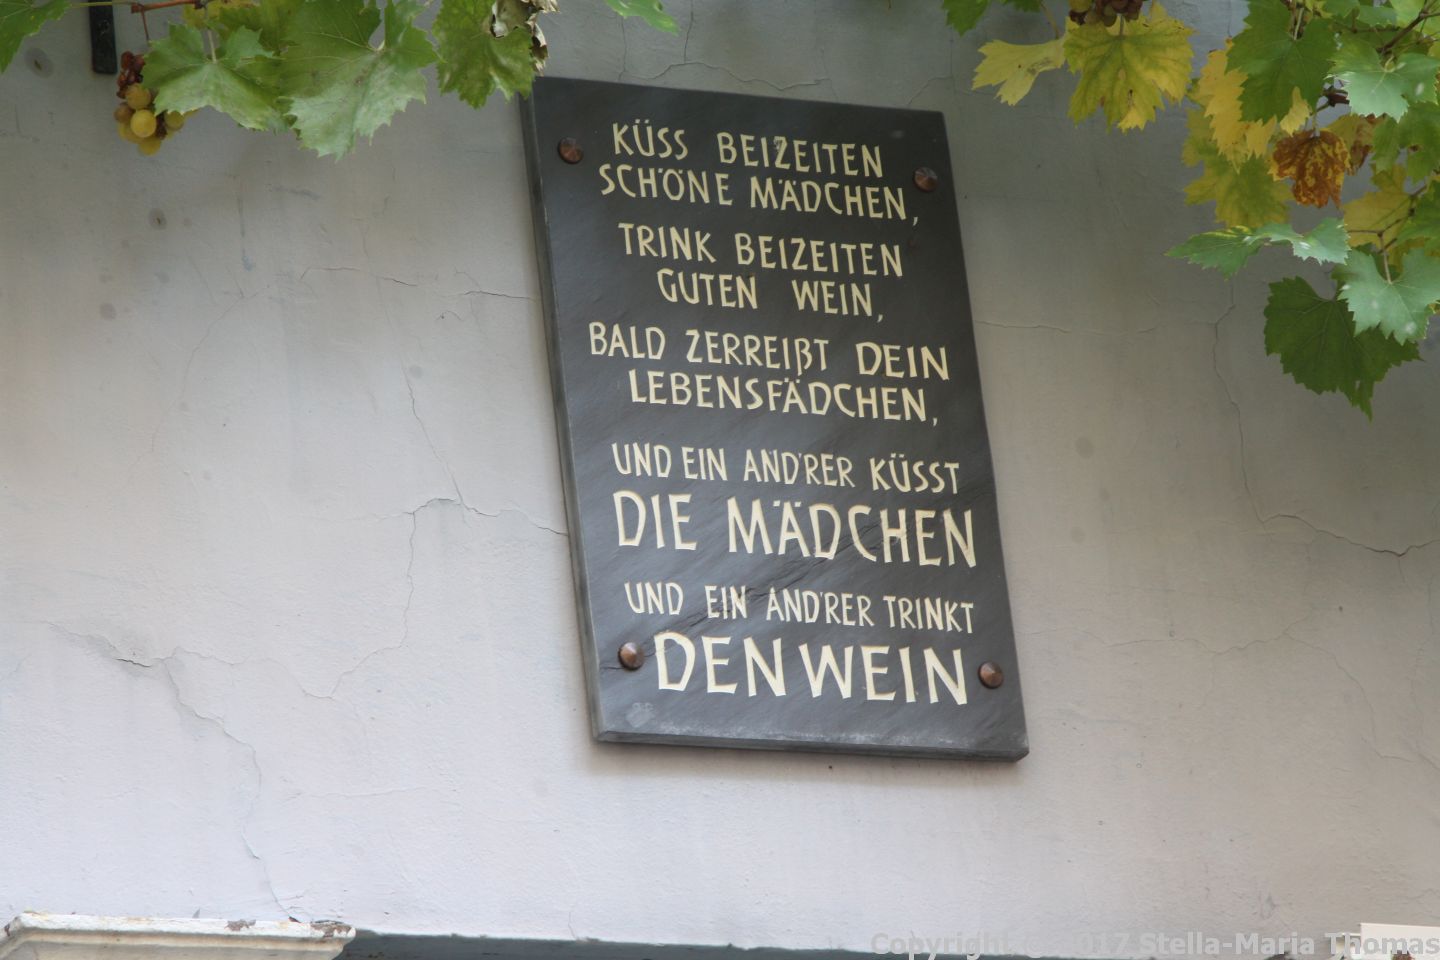 KÜSS BEIZEITEN
SCHÖNE MÄDCHEN,
TRINK BEIZEITEN
GUTEN WEIN,
BALD ZERREIßT DEIN
LEBENSFÄDCHEN,
UND EIN AND'RER KÜSST
DIE MÄDCHEN
UND EIN AND'RER TRINKT
DEN WEIN
Copyright © 2017 Stella-Maria Thomas